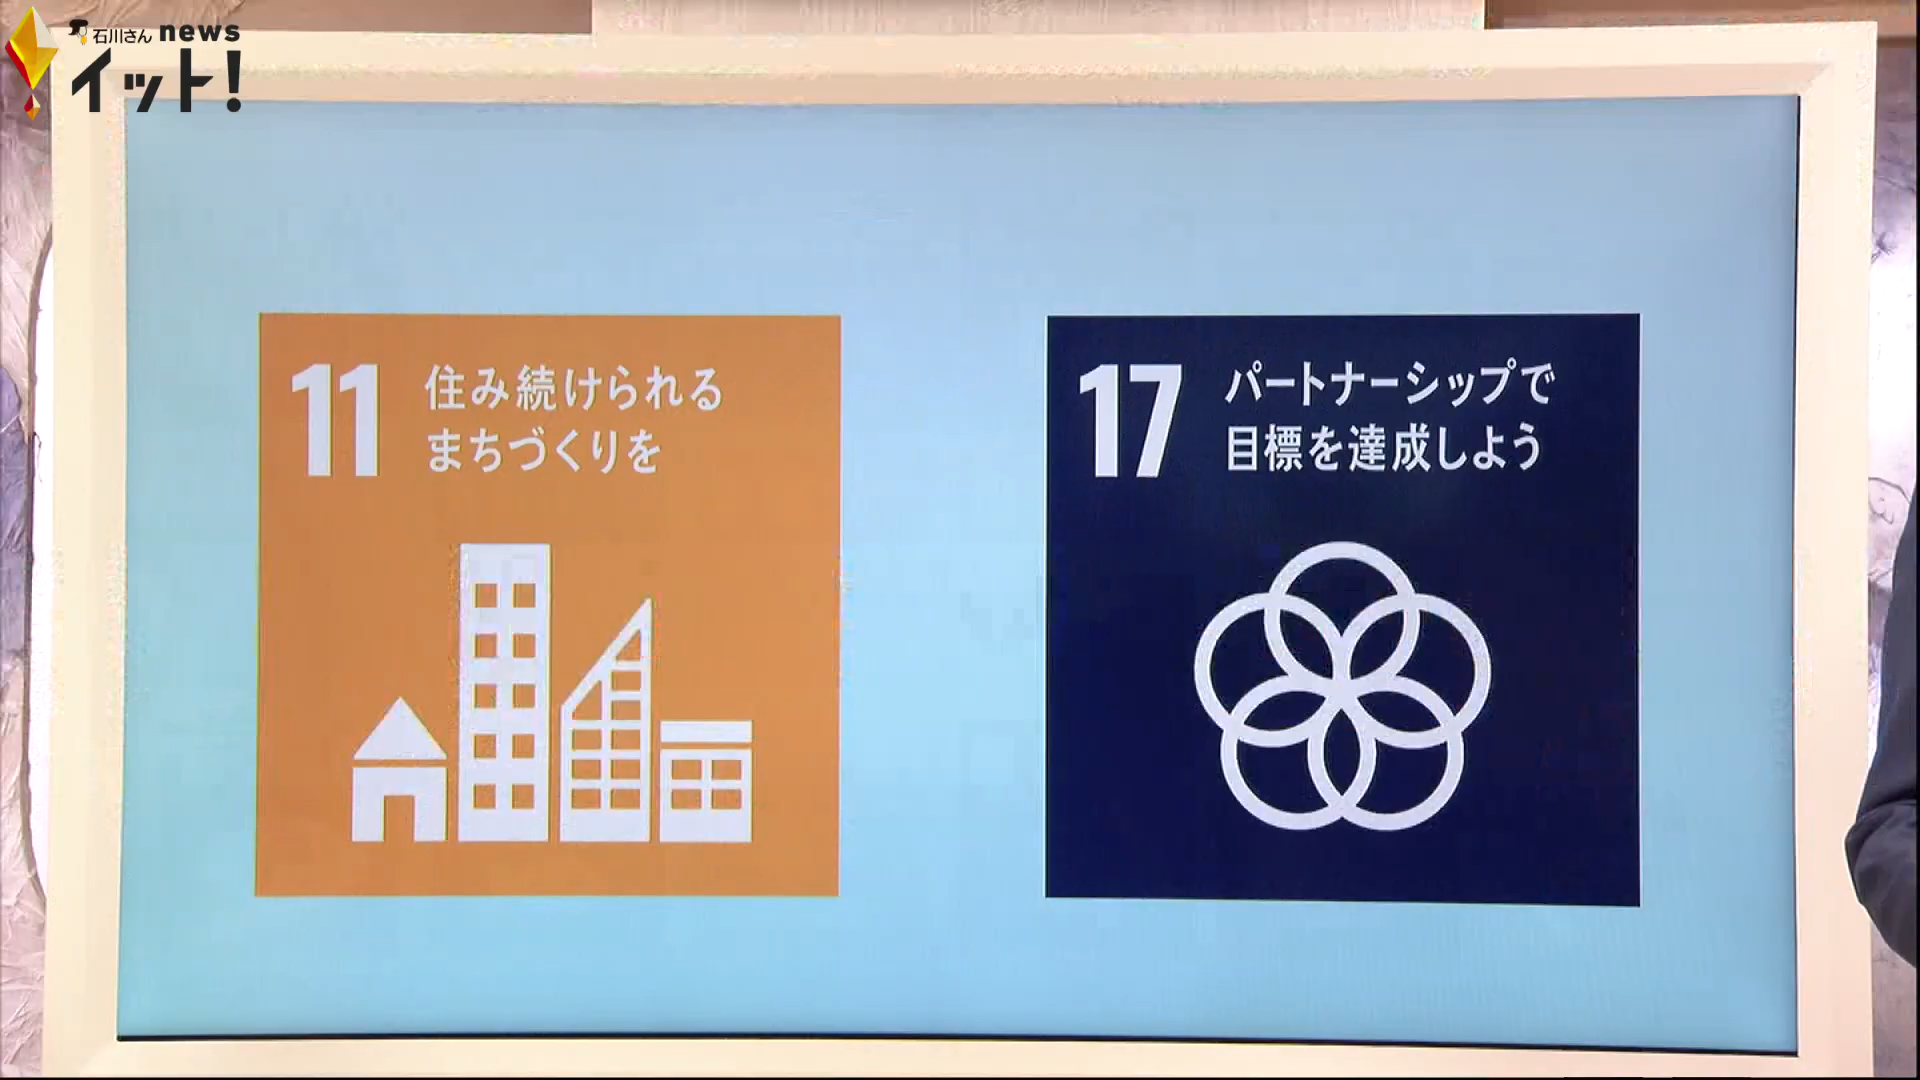 石川さん news
イット!
11 住み続けられる
まちづくりを
17 パートナーシップで
目標を達成しよう